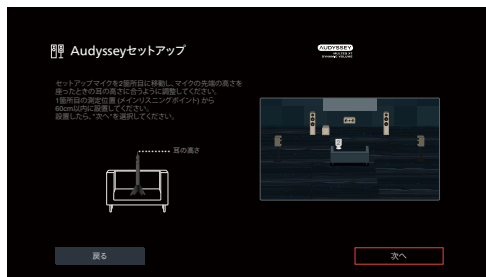 Audysseyセットアップ
AUDYSSEY
MULTEQ XT
DYNAMIC VOLUME
セットアップマイクを2箇所目に移動し、マイクの先端の高さを
座ったときの耳の高さに合うように調整してください。
1箇所目の測定位置 (メインリスニングポイント) から
60cm以内に設置してください。
設置したら、“次へ”を選択してください。
耳の高さ
戻る
次へ